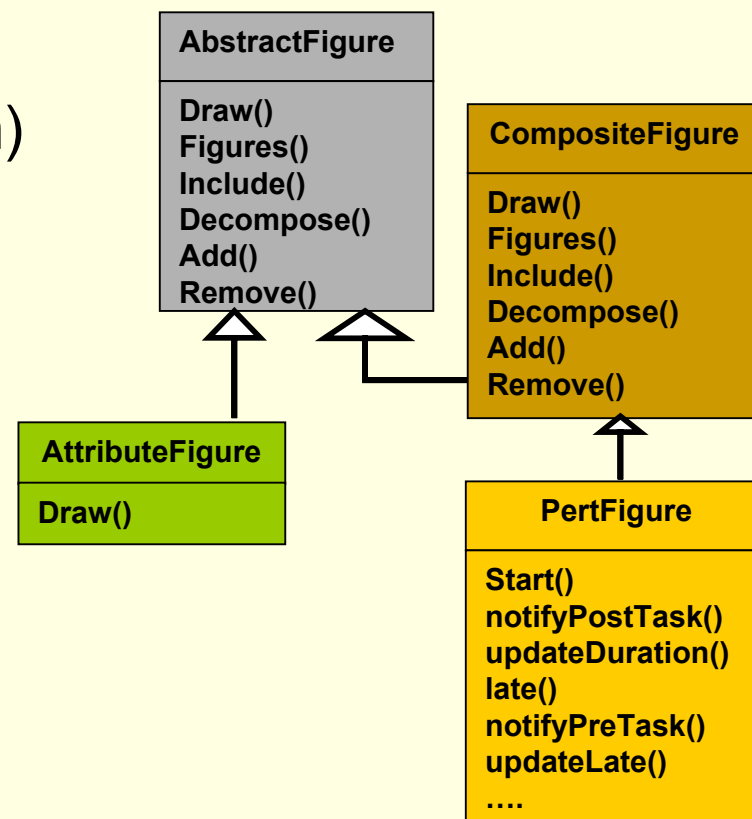 )
AbstractFigure
Draw()
Figures()
Include()
Decompose()
Add()
Remove()
CompositeFigure
Draw()
Figures()
Include()
Decompose()
Add()
Remove()
AttributeFigure
Draw()
PertFigure
Start()
notifyPostTask()
updateDuration()
late()
notifyPreTask()
updateLate()
....